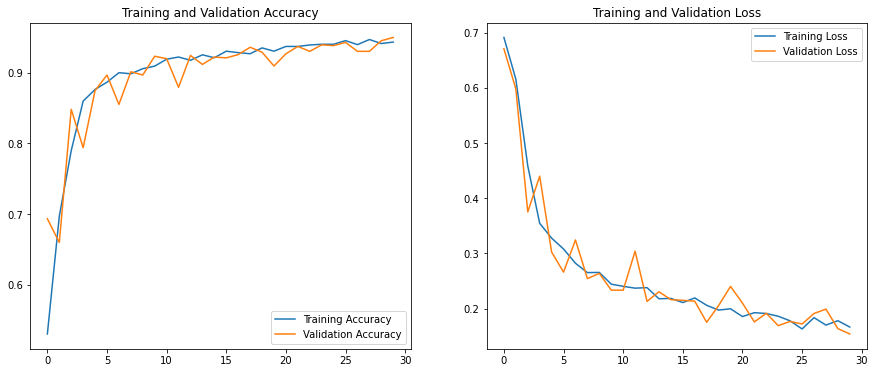 Training and Validation Accuracy
0.9
0.8
0.7
0.6
0 5 10 15 20 25 30
Training Accuracy
Validation Accuracy
Training and Validation Loss
0.7
0.6
0.5
0.4
0.3
0.2
0 5 10 15 20 25 30
Training Loss
Validation Loss